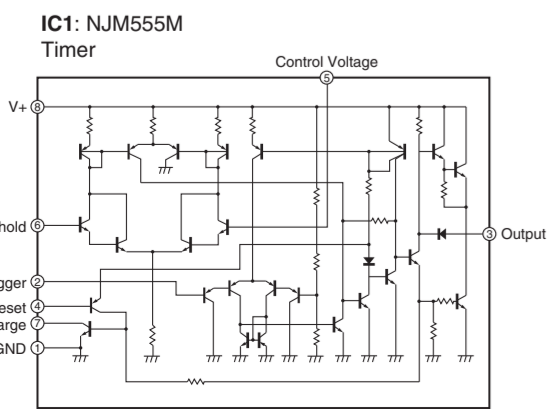 IC1: NJM555M
Timer
Control Voltage
5
V+ 8
hold 6
3 Output
gger 2
eset 4
arge 7
GND 1